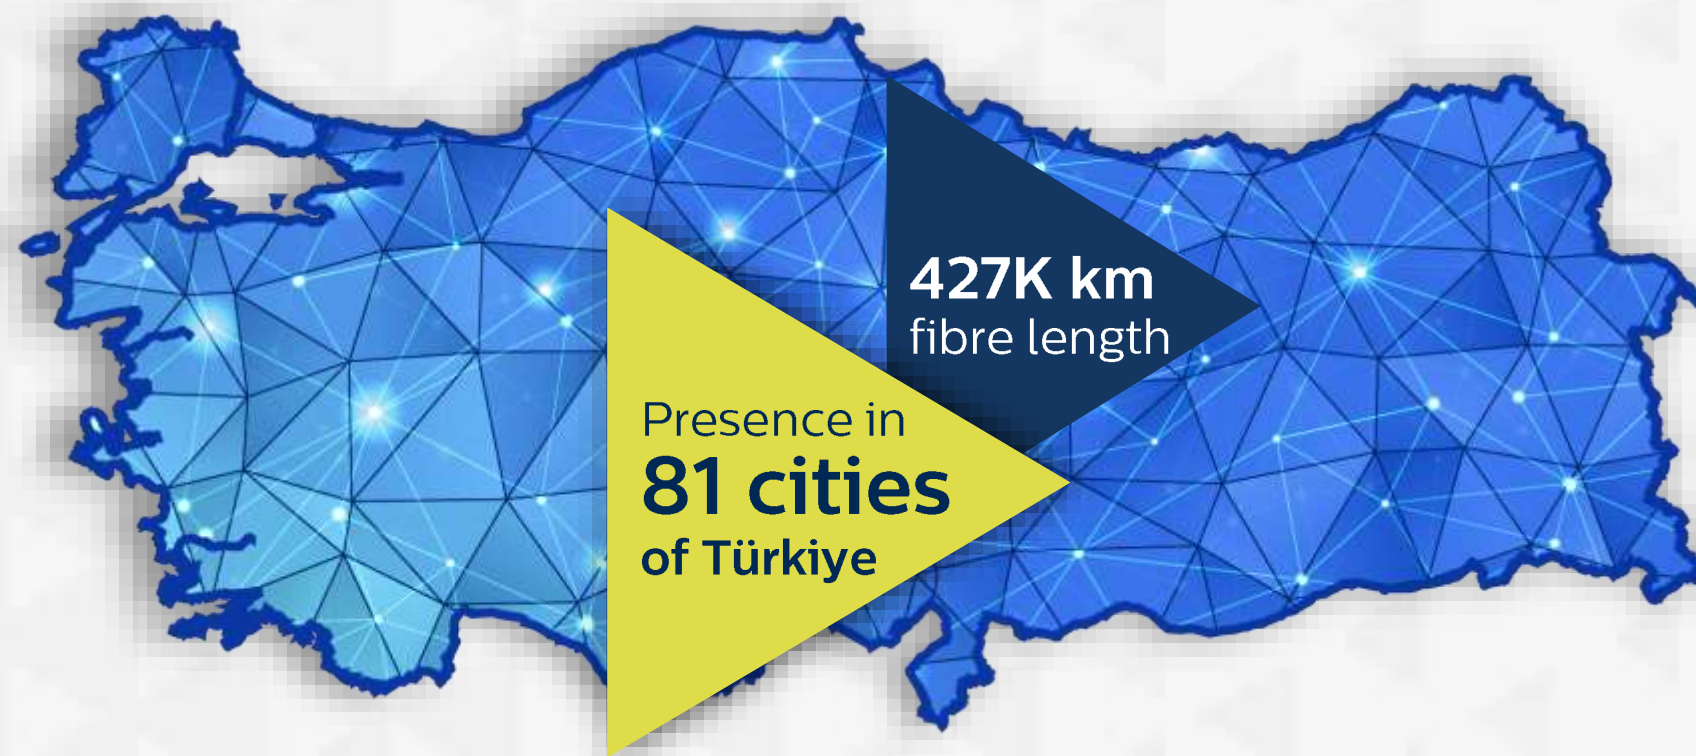 427K km
fibre length
Presence in
81 cities
of Türkiye